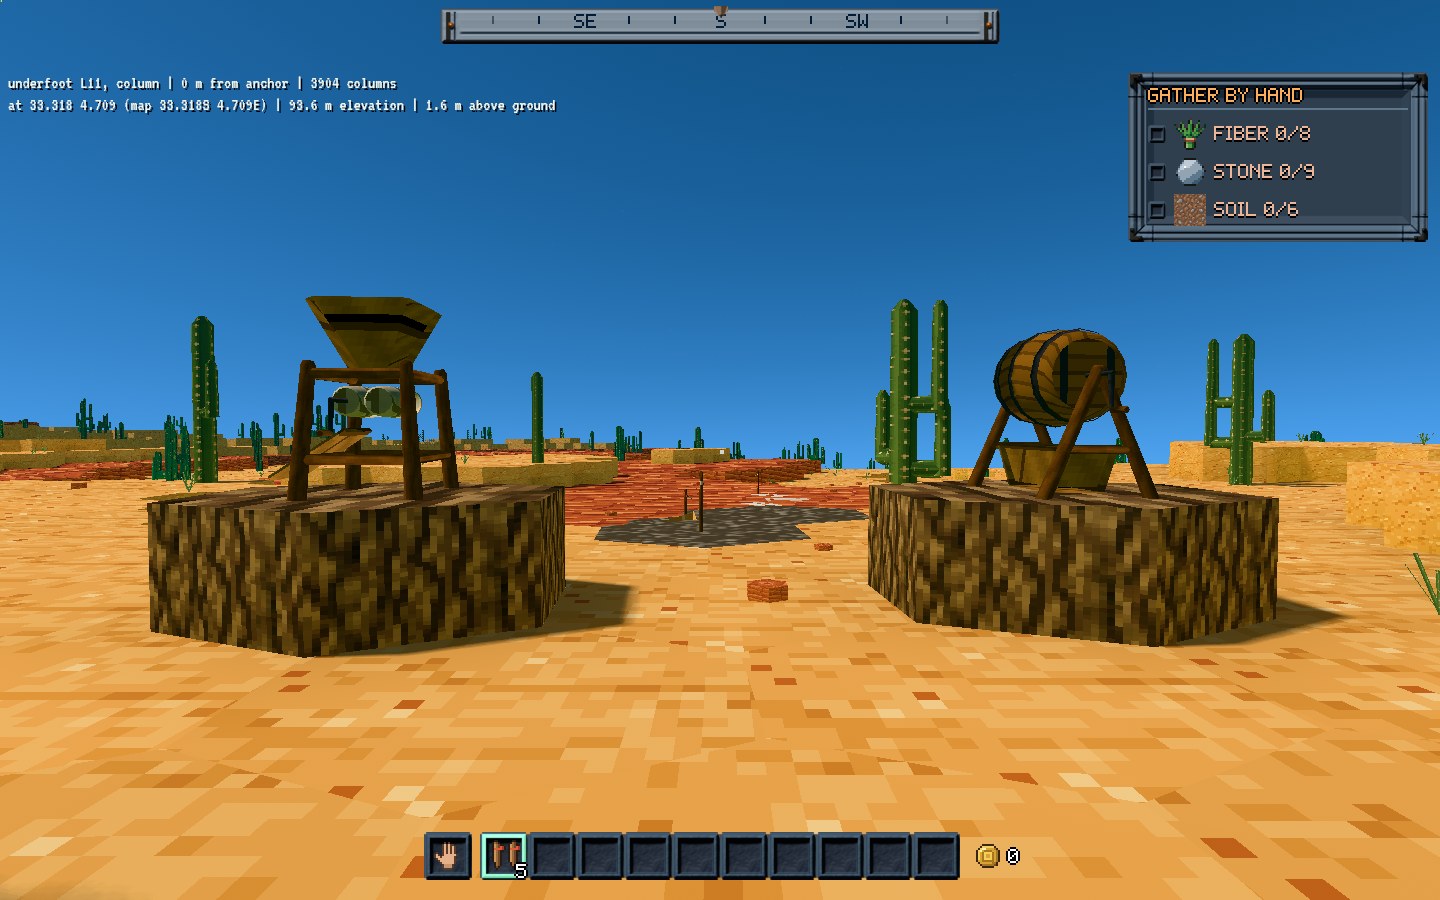 SE S SW
underfoot L11, column | 0 m from anchor | 3904 columns
at 33.318 4.709 (map 33.318S 4.709E) | 93.6 m elevation | 1.6 m above ground
GATHER BY HAND
FIBER 0/8
STONE 0/9
SOIL 0/6
5
0